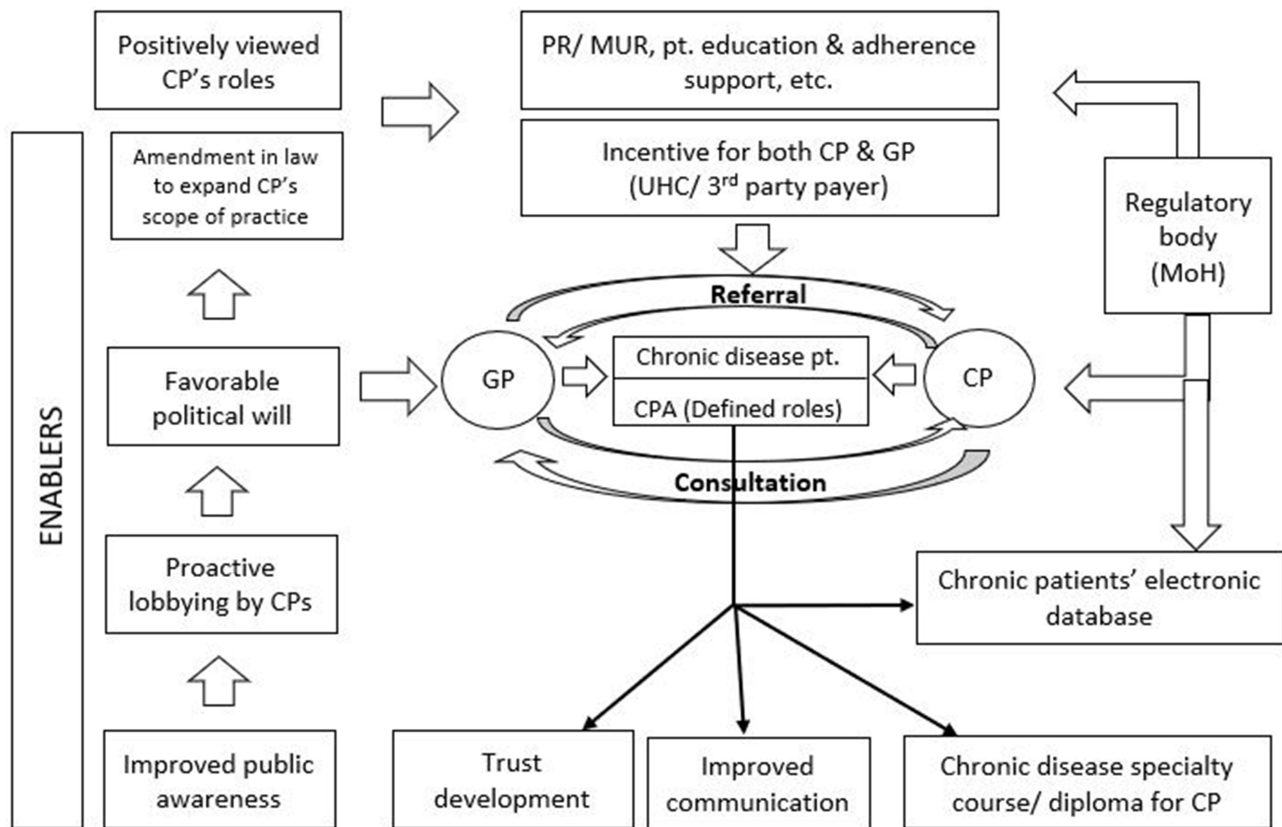 Positively viewed
CP's roles
PR/ MUR, pt. education & adherence
support, etc.
Amendment in law
to expand CP's
scope of practice
Incentive for both CP & GP
(UHC/ 3rd party payer)
Regulatory
body
(MoH)
Referral
GP
Chronic disease pt.
CPA (Defined roles)
CP
Consultation
Favorable
political will
ENABLERS
Proactive
lobbying by CPs
Chronic patients' electronic
database
Improved public
awareness
Trust
development
Improved
communication
Chronic disease specialty
course/ diploma for CP